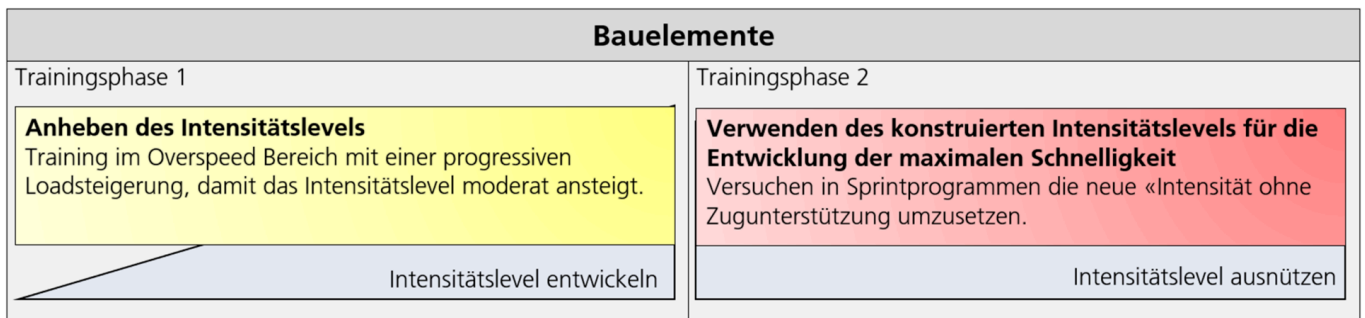 Bauelemente
Trainingsphase 1
Anheben des Intensitätslevels
Training im Overspeed Bereich mit einer progressiven
Loadsteigerung, damit das Intensitätslevel moderat ansteigt.
Intensitätslevel entwickeln
Trainingsphase 2
Verwenden des konstruierten Intensitätslevels für die
Entwicklung der maximalen Schnelligkeit
Versuchen in Sprintprogrammen die neue «Intensität ohne
Zugunterstützung umzusetzen.
Intensitätslevel ausnützen